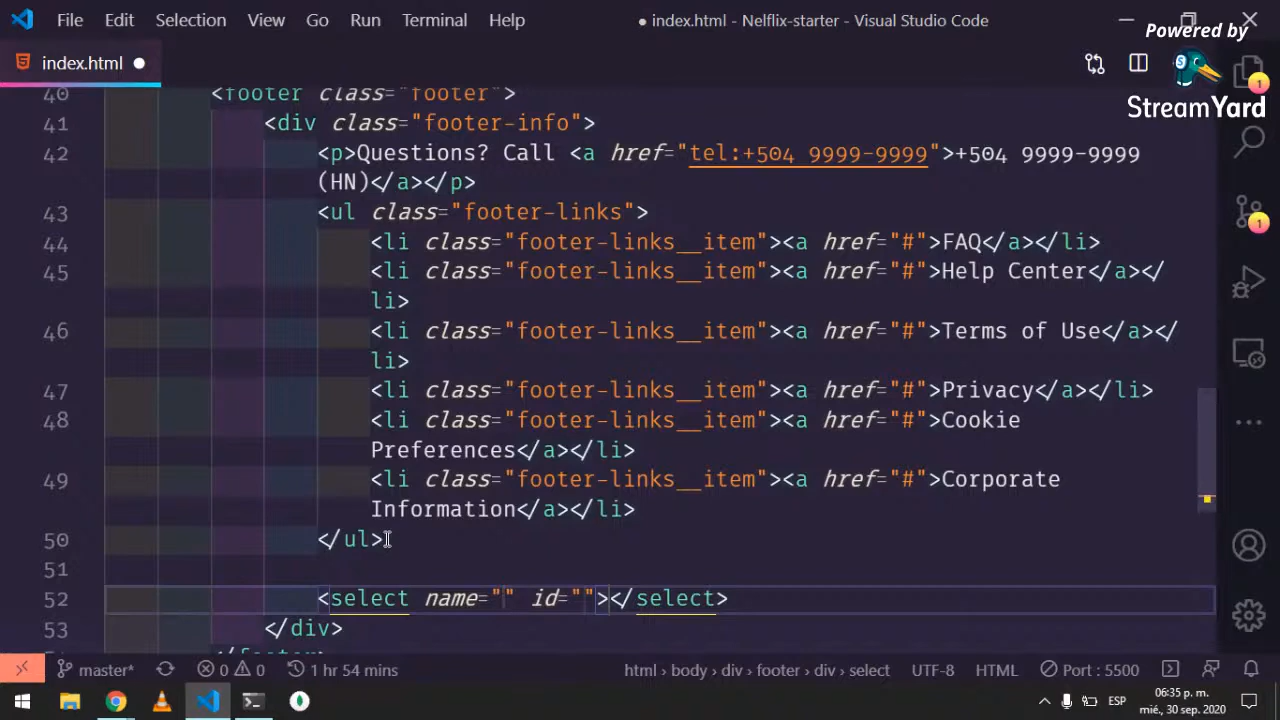 File Edit Selection View Go Run Terminal Help
● index.html - Nelflix-starter - Visual Studio Code
Powered by
StreamYard
index.html
40 <footer class="footer">
41 <div class="footer-info">
42 <p>Questions? Call <a href="tel:+504 9999-9999">+504 9999-9999
(HN)</a></p>
43 <ul class="footer-links">
44 <li class="footer-links__item"><a href="#">FAQ</a></li>
45 <li class="footer-links__item"><a href="#">Help Center</a></
li>
46 <li class="footer-links__item"><a href="#">Terms of Use</a></
li>
47 <li class="footer-links__item"><a href="#">Privacy</a></li>
48 <li class="footer-links__item"><a href="#">Cookie
Preferences</a></li>
49 <li class="footer-links__item"><a href="#">Corporate
Information</a></li>
50 </ul>
51
52 <select name="" id=""></select>
53 </div>
1
1
master* 0 0 1 hr 54 mins html › body › div › footer › div › select UTF-8 HTML Port : 5500
ESP
06:35 p. m.
mié., 30 sep. 2020